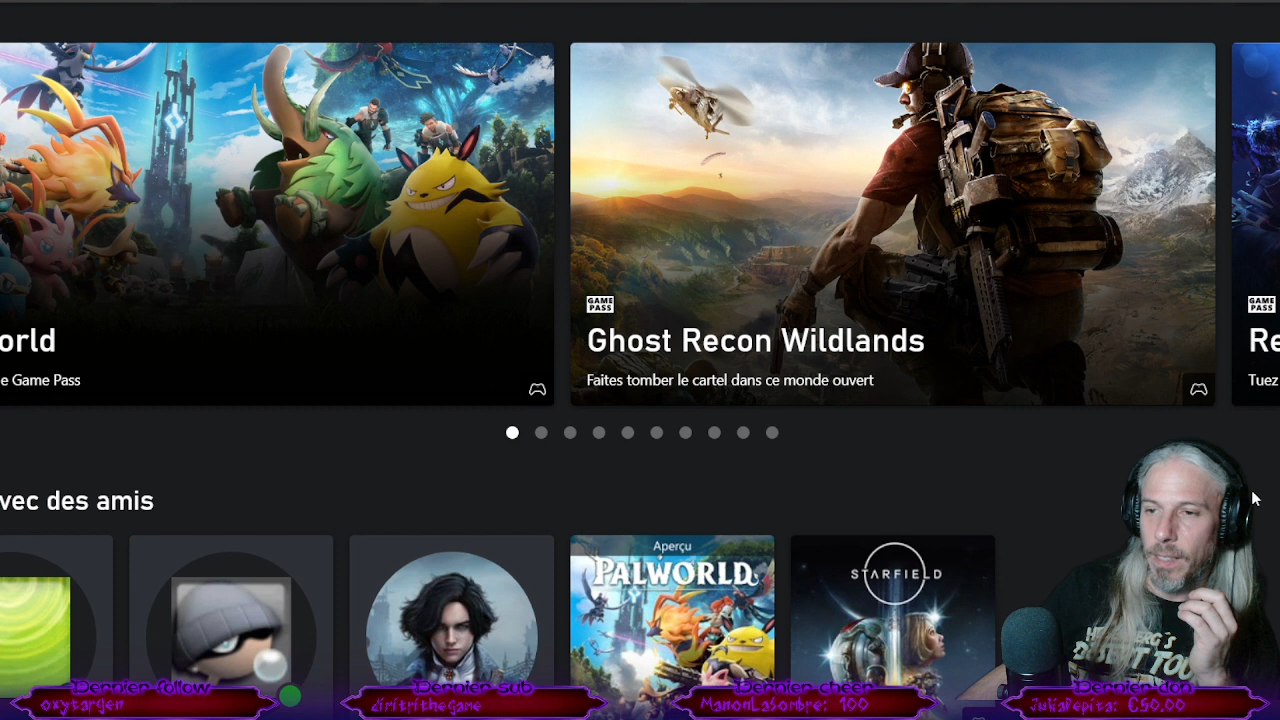 orld
e Game Pass
GAME
PASS
Ghost Recon Wildlands
Faites tomber le cartel dans ce monde ouvert
GAME
PASS
Re
Tuez
vec des amis
Aperçu
PALWORLD
STARFIELD
Dernier follow
oxytargen
Dernier sub
dimitrithegame
Dernier cheer
ManonLaSombre: 100
Dernier don
JuliaPepita: €50,00